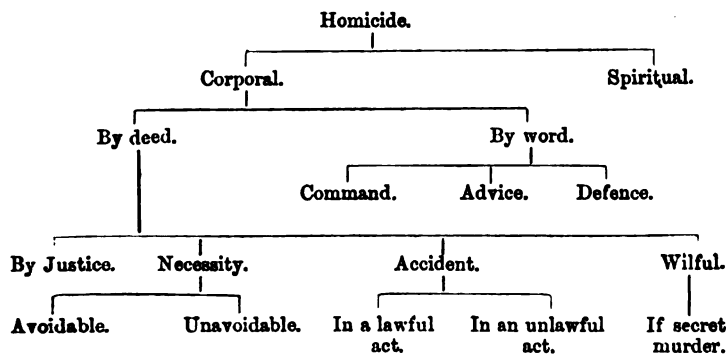 Homicide.
Corporal. Spiritual.
By deed. By word.
Command. Advice. Defence.
By Justice. Necessity. Accident. Wilful.
Avoidable. Unavoidable. In a lawful In an unlawful If secret
act. act. murder.